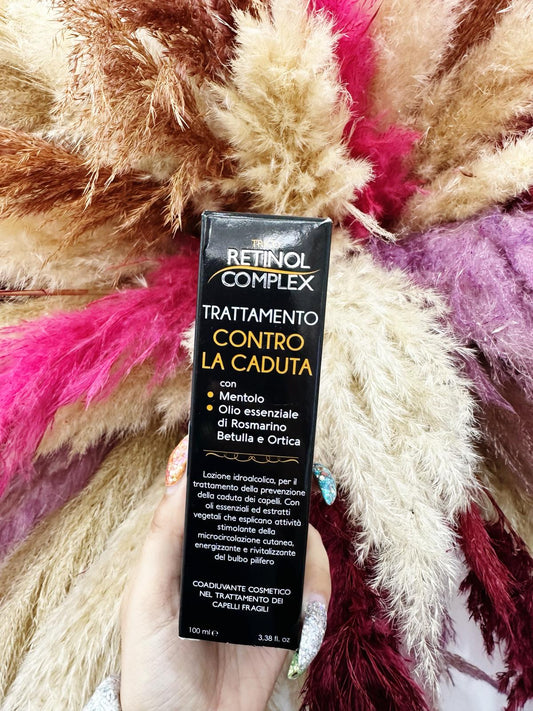 RETINOL
COMPLEX
TRATTAMENTO
CONTRO
LA CADUTA
con
• Mentolo
• Olio essenziale
di Rosmarino
Betulla e Ortica
Lozione idroalcolica, per il
trattamento della prevenzione
della caduta dei capelli. Con
oli essenziali ed estratti
vegetali che esplicano attività
stimolante della
microcircolazione cutanea,
energizzante e rivitalizzante
del bulbo pilifero
COADIUVANTE COSMETICO
NEL TRATTAMENTO DEI
CAPELLI FRAGILI
100 ml e 3,38 fl. oz